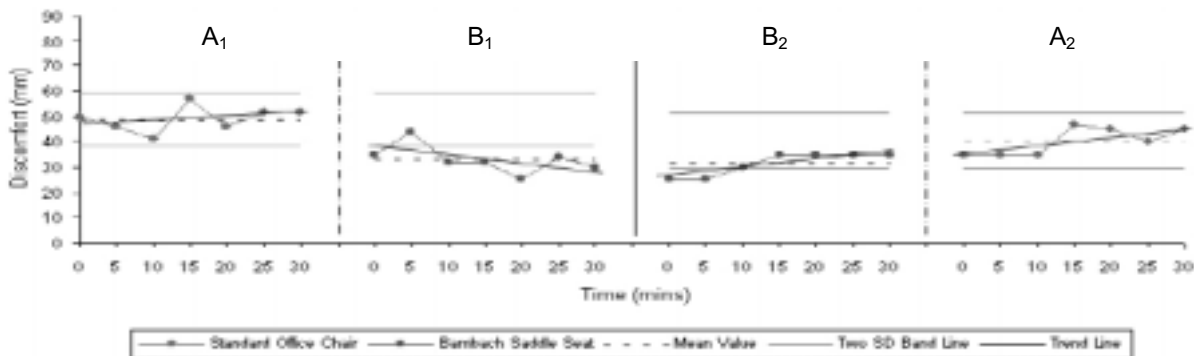 A₁ B₁ B₂ A₂
90
80
70
60
50
40
30
20
10
0
Discomfort (mm)
0 5 10 15 20 25 30 0 5 10 15 20 25 30 0 5 10 15 20 25 30 0 5 10 15 20 25 30
Time (mins)
Standard Office Chair Bambach Saddle Seat Mean Value Two SD Band Line Trend Line